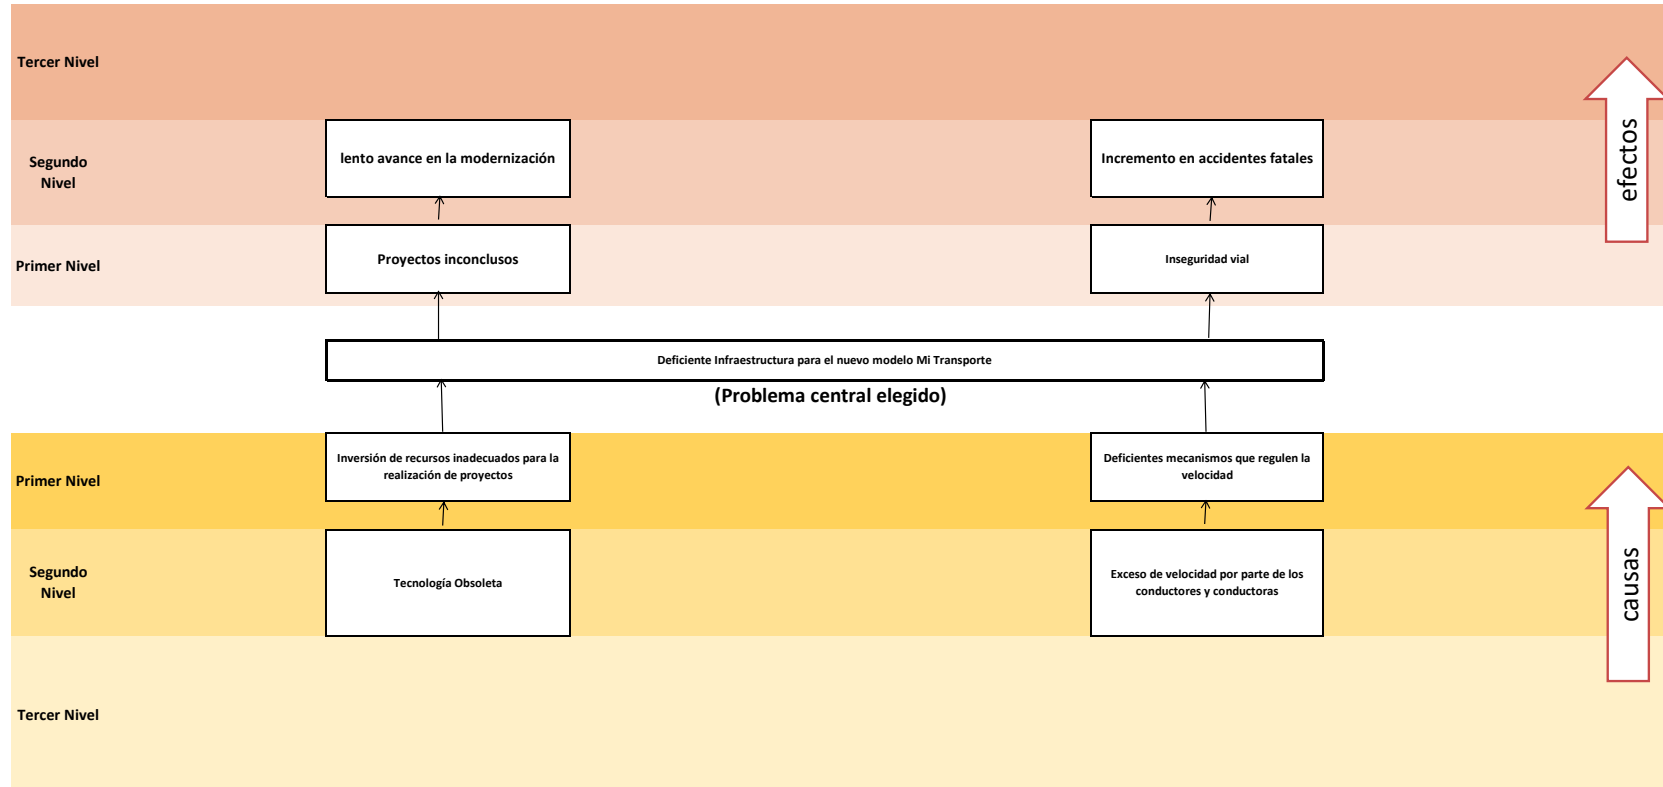 Tercer Nivel
efectos
Segundo
Nivel
lento avance en la modernización
Incremento en accidentes fatales
Primer Nivel
Proyectos inconclusos
Inseguridad vial
Deficiente Infraestructura para el nuevo modelo Mi Transporte
(Problema central elegido)
Primer Nivel
Inversión de recursos inadecuados para la
realización de proyectos
Deficientes mecanismos que regulen la
velocidad
causas
Segundo
Nivel
Tecnología Obsoleta
Exceso de velocidad por parte de los
conductores y conductoras
Tercer Nivel